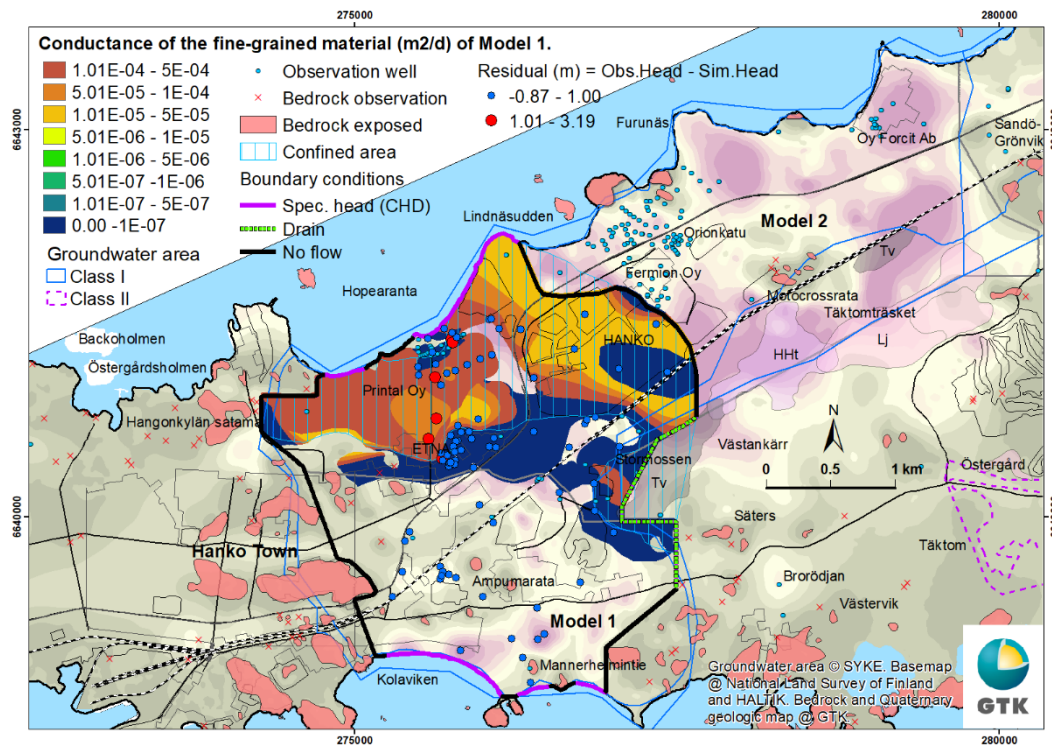 275000
280000
Conductance of the fine-grained material (m2/d) of Model 1.
1.01E-04 - 5E-04
5.01E-05 - 1E-04
1.01E-05 - 5E-05
5.01E-06 - 1E-05
1.01E-06 - 5E-06
5.01E-07 -1E-06
1.01E-07 - 5E-07
0.00 -1E-07
Groundwater area
Class I
Class II
Observation well
Bedrock observation
Bedrock exposed
Confined area
Boundary conditions
Spec. head (CHD)
Drain
No flow
Residual (m) = Obs.Head - Sim.Head
-0.87 - 1.00
1.01 - 3.19
6643000
Furunäs
Oy Forcit Ab
Sandö-
Grönvik
Lindnäsudden
Model 2
Orionkatu
Tv
Fermion Oy
Hopearanta
Motocrossrata
Täktomträsket
Backoholmen
HANKO
Lj
HHt
Östergårdsholmen
Printal Oy
N
Hangonkylän satama
ETNA
Västankärr
Stormossen
0 0.5 1 km
Östergård
Tv
6640000
Säters
Hanko Town
Täktom
Ampumarata
Brorödjan
Västervik
Model 1
Mannerheimintie
Kolaviken
Groundwater area © SYKE. Basemap
@ National Land Survey of Finland
and HALTIK. Bedrock and Quaternary
geologic map @ GTK.
GTK
275000
280000